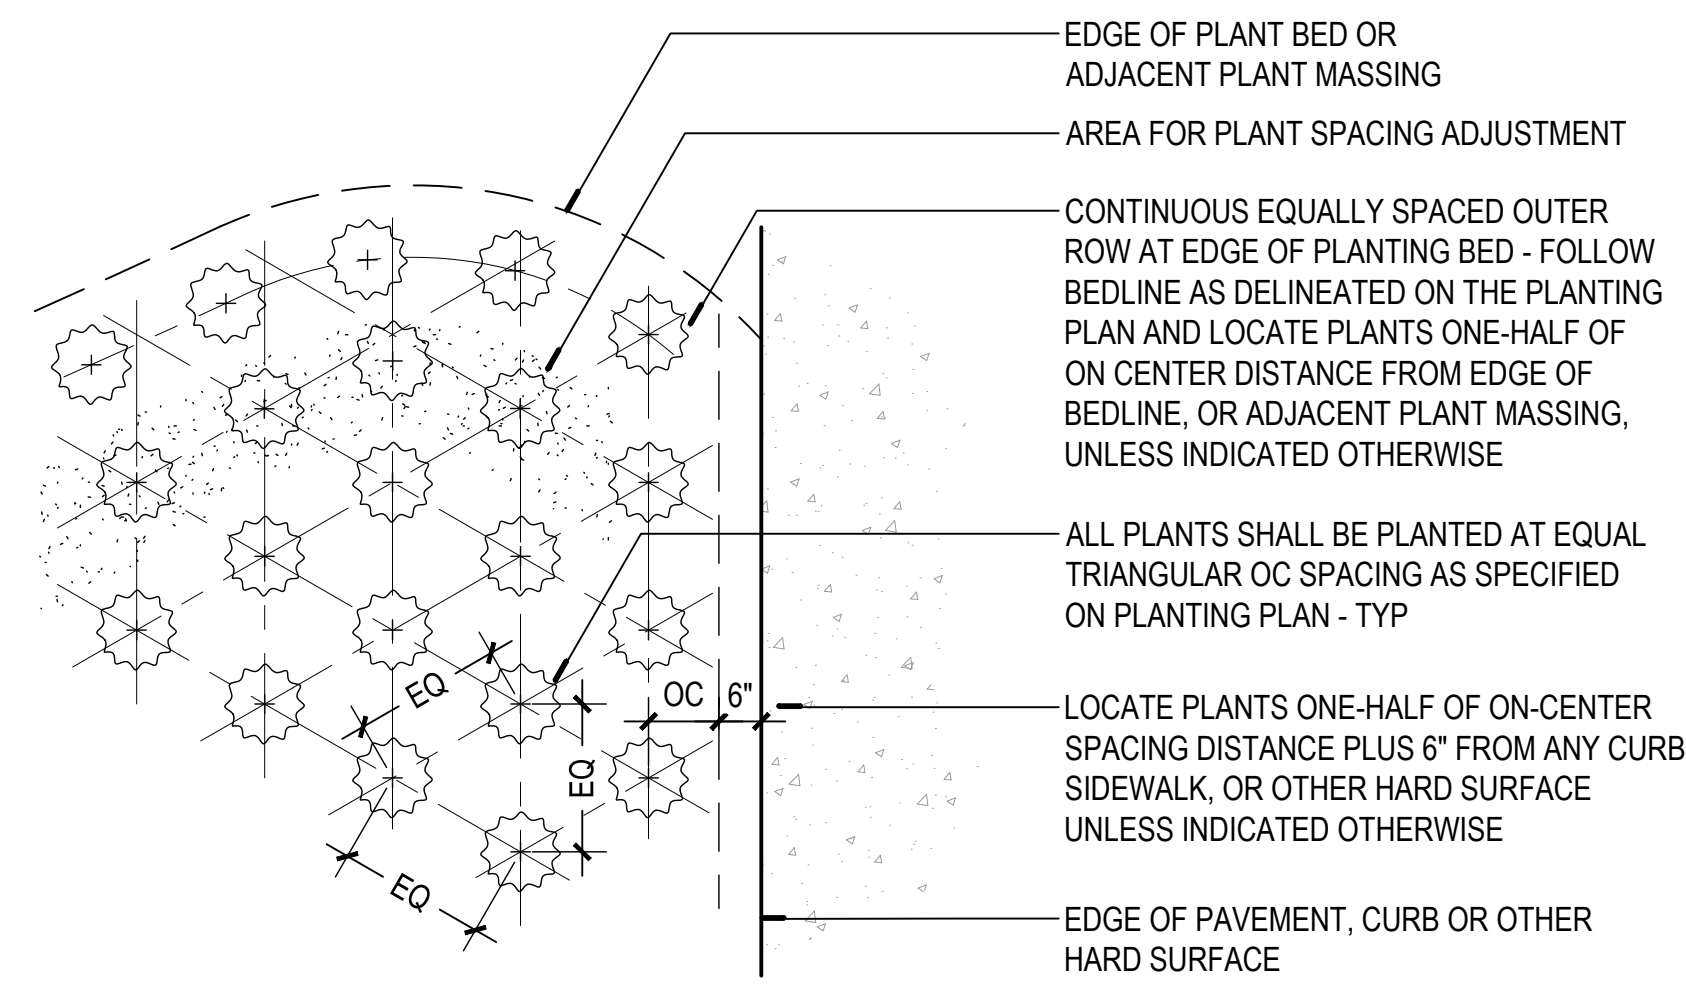 EDGE OF PLANT BED OR
ADJACENT PLANT MASSING
AREA FOR PLANT SPACING ADJUSTMENT
CONTINUOUS EQUALLY SPACED OUTER
ROW AT EDGE OF PLANTING BED - FOLLOW
BEDLINE AS DELINEATED ON THE PLANTING
PLAN AND LOCATE PLANTS ONE-HALF OF
ON CENTER DISTANCE FROM EDGE OF
BEDLINE, OR ADJACENT PLANT MASSING,
UNLESS INDICATED OTHERWISE
ALL PLANTS SHALL BE PLANTED AT EQUAL
TRIANGULAR OC SPACING AS SPECIFIED
ON PLANTING PLAN - TYP
EQ
OC 6"
EQ
EQ
LOCATE PLANTS ONE-HALF OF ON-CENTER
SPACING DISTANCE PLUS 6" FROM ANY CURB
SIDEWALK, OR OTHER HARD SURFACE
UNLESS INDICATED OTHERWISE
EDGE OF PAVEMENT, CURB OR OTHER
HARD SURFACE